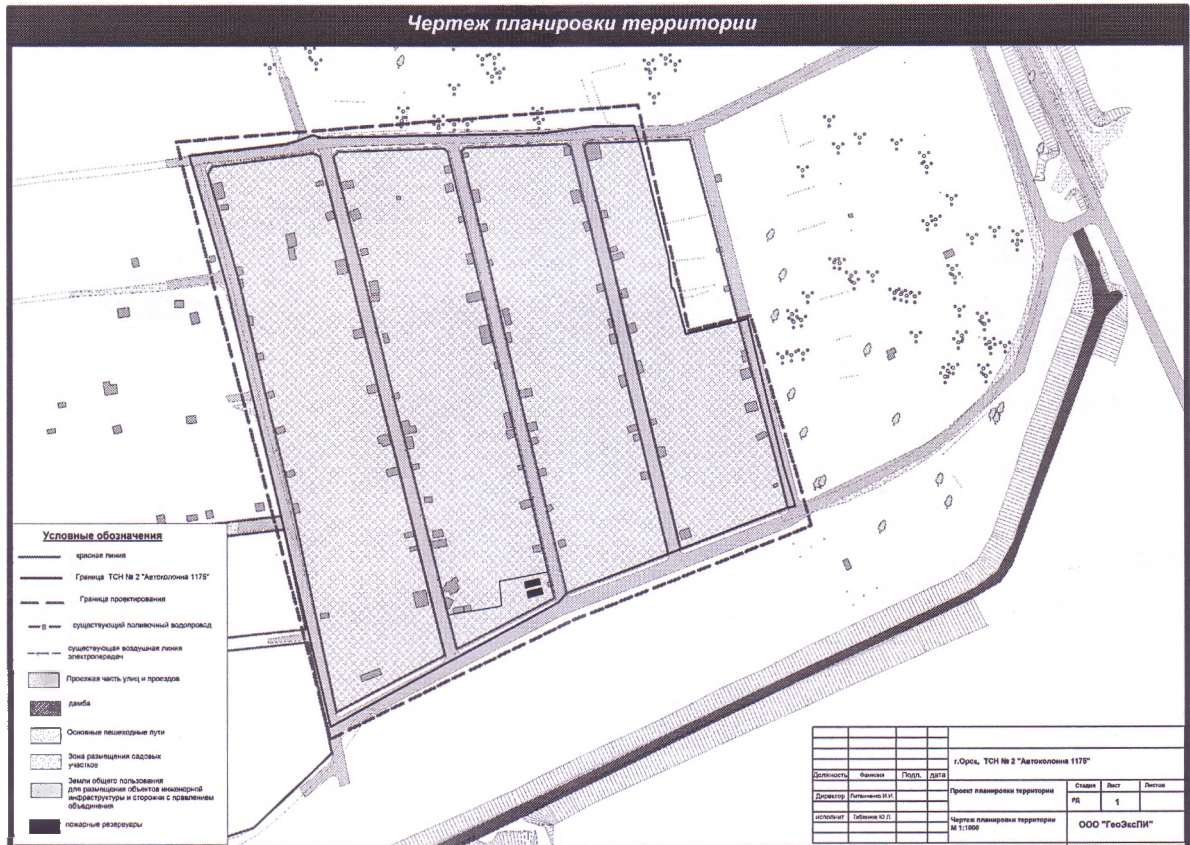 Чертеж планировки территории
Условные обозначения
красная линия
Граница ТСН № 2 "Автоколонна 1175"
Граница проектирования
в
существующий поливочный водопровод
существующая воздушная линия
электропередач
Проезжая часть улиц и проездов
дамба
Основные пешеходные пути
Зона размещения садовых
участков
Земли общего пользования
для размещения объектов инженерной
инфраструктуры и сторожки с правлением
объединения
пожарные резервуары
г.Орск, ТСН № 2 "Автоколонна 1175"
Должность Фамилия Подп. дата
Директор Литвиненко И.И.
Проект планировки территории
Стадия Лист Листов
РД 1
исполнит Ю.Л.
Чертеж планировки территории
М 1:1000
ООО "ГеоЭксПИ"